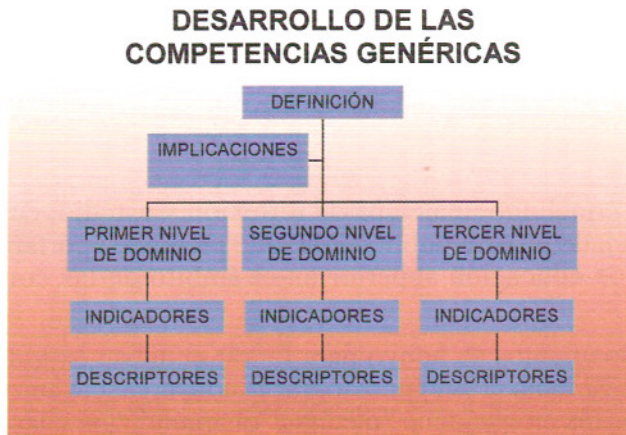 DESARROLLO DE LAS
COMPETENCIAS GENÉRICAS
DEFINICIÓN
IMPLICACIONES
PRIMER NIVEL
DE DOMINIO
SEGUNDO NIVEL
DE DOMINIO
TERCER NIVEL
DE DOMINIO
INDICADORES
INDICADORES
INDICADORES
DESCRIPTORES
DESCRIPTORES
DESCRIPTORES